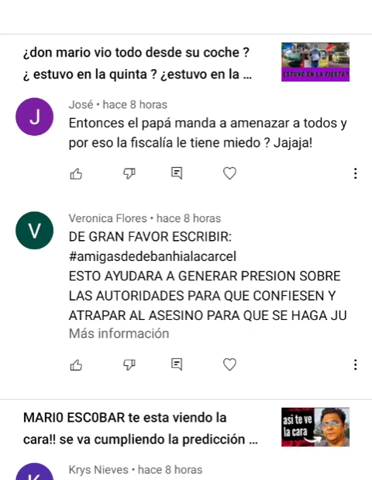 ¿don mario vio todo desde su coche ?
¿ estuvo en la quinta ? ¿estuvo en la ...
ESTUVO EN LA FIESTA?
J
José • hace 8 horas
Entonces el papá manda a amenazar a todos y
por eso la fiscalía le tiene miedo ? Jajaja!
V
Veronica Flores • hace 8 horas
DE GRAN FAVOR ESCRIBIR:
#amigasdedebanhialacarcel
ESTO AYUDARA A GENERAR PRESION SOBRE
LAS AUTORIDADES PARA QUE CONFIESEN Y
ATRAPAR AL ASESINO PARA QUE SE HAGA JU
Más información
MARI0 ESC0BAR te esta viendo la
cara!! se va cumpliendo la predicción ...
asi te ve
la cara
K
Krys Nieves • hace 8 horas